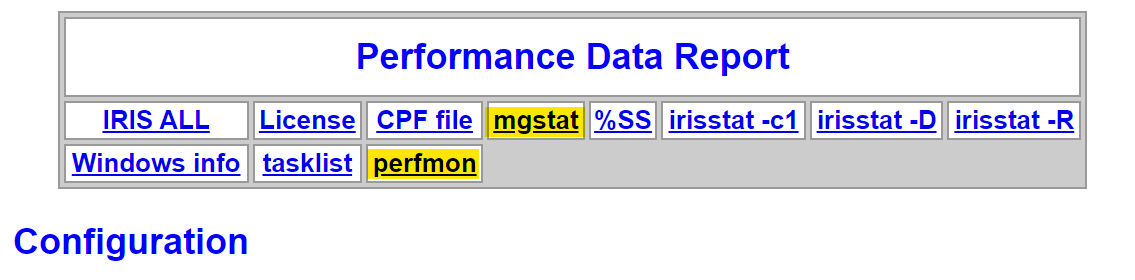 Performance Data Report
IRIS ALL License CPF file mgstat %SS irisstat -c1 irisstat -D irisstat -R
Windows info tasklist perfmon
Configuration